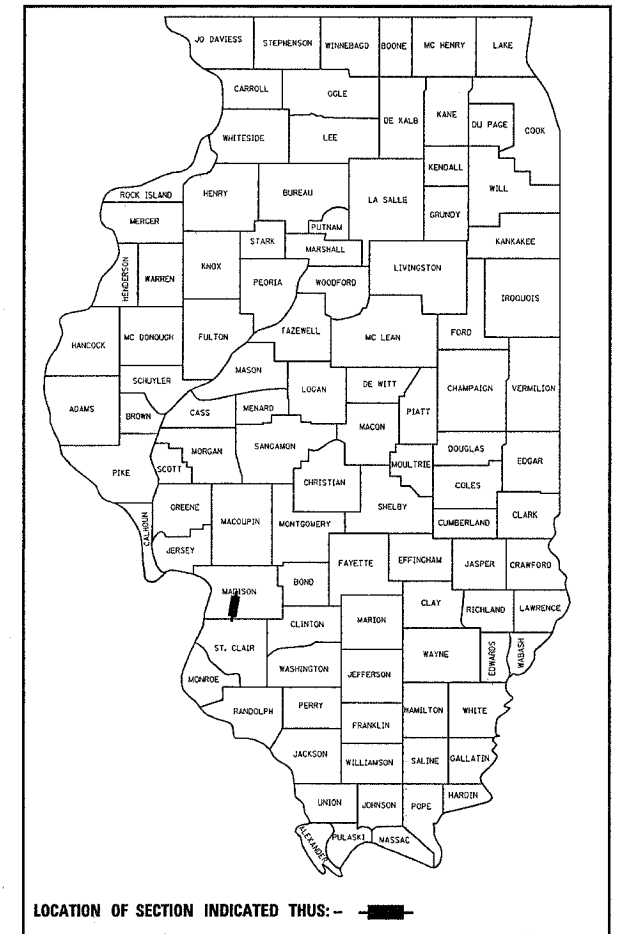 JO DAVIESS STEPHENSON WINNEBAGO BOONE MC HENRY LAKE
CARROLL OGLE DE KALB KANE DU PAGE COOK
WHITESIDE LEE KENDALL WILL
ROCK ISLAND HENRY BUREAU LA SALLE GRUNDY
MERCER PUTNAM
STARK MARSHALL KANKAKEE
HENDERSON WARREN KNOX PEORIA WOODFORD LIVINGSTON IROQUOIS
HANCOCK MC DONOUGH FULTON TAZEWELL MC LEAN FORD
SCHUYLER MASON LOGAN DE WITT CHAMPAIGN VERMILION
ADAMS BROWN CASS MENARD MACON PIATT
PIKE SCOTT MORGAN SANGAMON CHRISTIAN MOULTRIE DOUGLAS EDGAR
COLES
CALHOUN GREENE MACOUPIN MONTGOMERY SHELBY CUMBERLAND CLARK
JERSEY FAYETTE EFFINGHAM JASPER CRAWFORD
MADISON BOND CLAY RICHLAND LAWRENCE
CLINTON MARION
ST. CLAIR WAYNE EDWARDS WABASH
MONROE WASHINGTON JEFFERSON
RANDOLPH PERRY HAMILTON WHITE
FRANKLIN
JACKSON WILLIAMSON SALINE GALLATIN
UNION JOHNSON POPE HARDIN
ALEXANDER PULASKI MASSAC
LOCATION OF SECTION INDICATED THUS: -